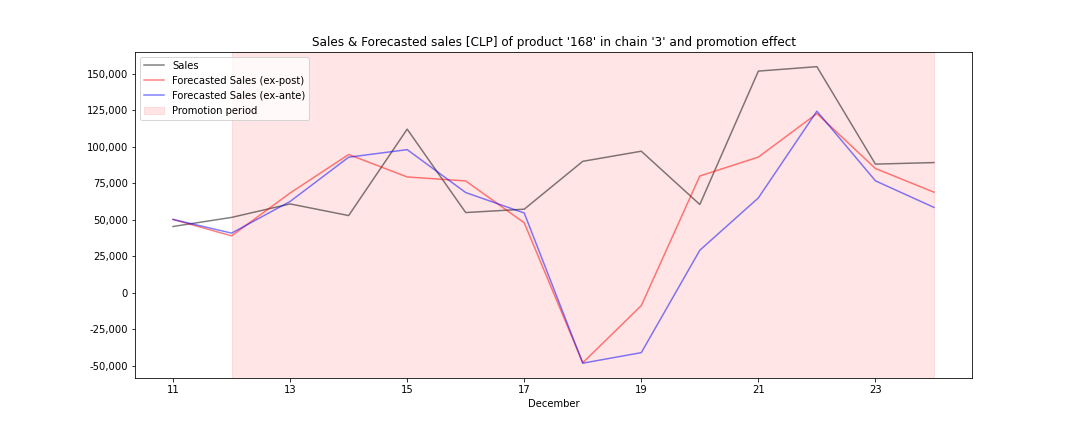 Sales & Forecasted sales [CLP] of product '168' in chain '3' and promotion effect
Sales
Forecasted Sales (ex-post)
Forecasted Sales (ex-ante)
Promotion period
150,000
125,000
100,000
75,000
50,000
25,000
0
-25,000
-50,000
11 13 15 17 19 21 23
December